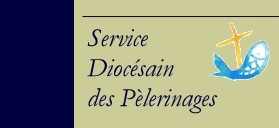 Service
Diocésain
des Pèlerinages